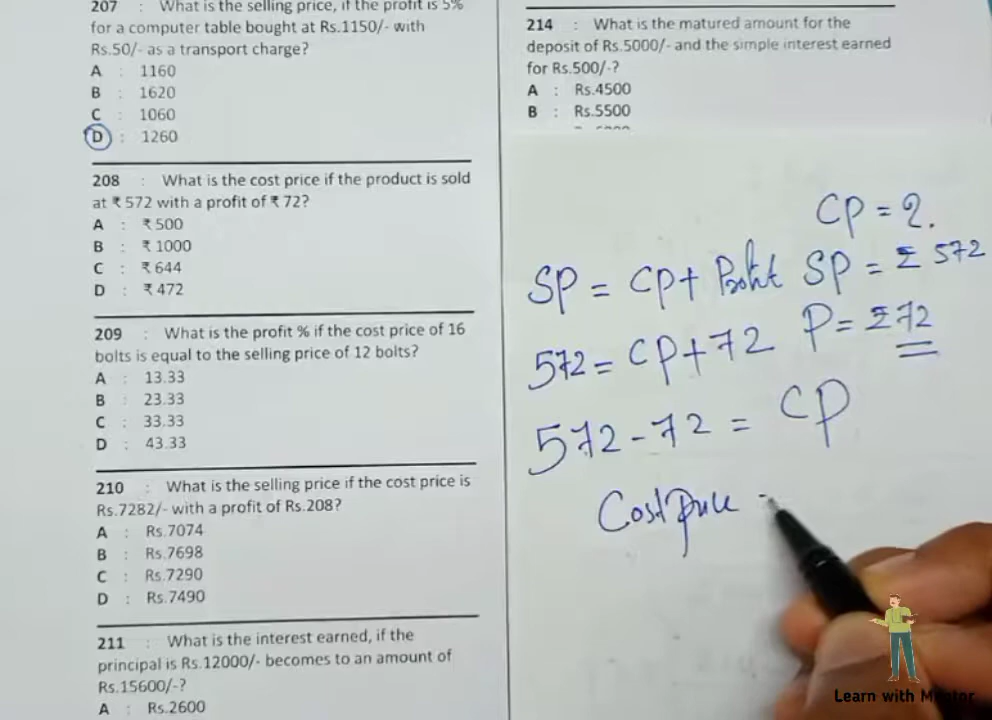 207 : What is the selling price, if the profit is 5%
for a computer table bought at Rs.1150/- with
Rs.50/- as a transport charge?
A : 1160
B : 1620
C : 1060
D : 1260
208 : What is the cost price if the product is sold
at ₹ 572 with a profit of ₹ 72?
A : ₹ 500
B : ₹ 1000
C : ₹ 644
D : ₹ 472
209 : What is the profit % if the cost price of 16
bolts is equal to the selling price of 12 bolts?
A : 13.33
B : 23.33
C : 33.33
D : 43.33
210 : What is the selling price if the cost price is
Rs.7282/- with a profit of Rs.208?
A : Rs.7074
B : Rs.7698
C : Rs.7290
D : Rs.7490
211 : What is the interest earned, if the
principal is Rs.12000/- becomes to an amount of
Rs.15600/-?
A : Rs.2600
214 : What is the matured amount for the
deposit of Rs.5000/- and the simple interest earned
for Rs.500/-?
A : Rs.4500
B : Rs.5500
CP = ?.
SP = CP + Profit SP = ₹ 572
572 = CP + 72 P = ₹ 72
572 - 72 = CP
Cost Price
Learn with Mentor